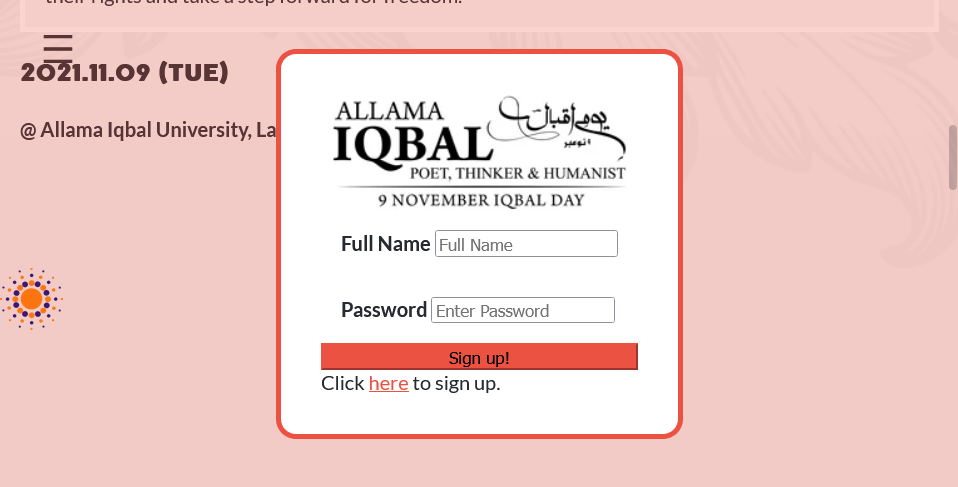 their rights and take a step forward for freedom.
2021.11.09 (TUE)
@ Allama Iqbal University, La
ALLAMA
IQBAL
یومِ اقبال
۹ نومبر
POET, THINKER & HUMANIST
9 NOVEMBER IQBAL DAY
Full Name Full Name
Password Enter Password
Sign up!
Click here to sign up.